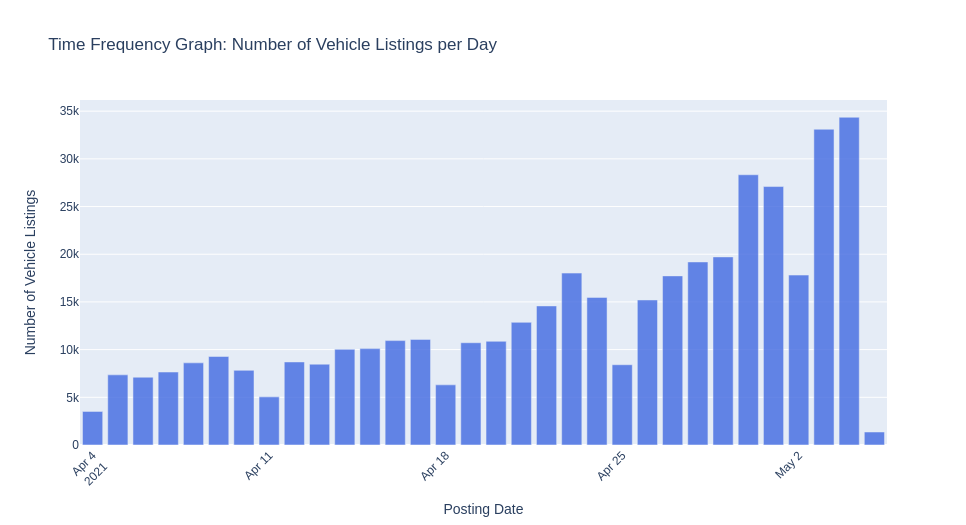 Time Frequency Graph: Number of Vehicle Listings per Day
Number of Vehicle Listings
35k
30k
25k
20k
15k
10k
5k
0
Apr 4
2021
Apr 11
Apr 18
Apr 25
May 2
Posting Date